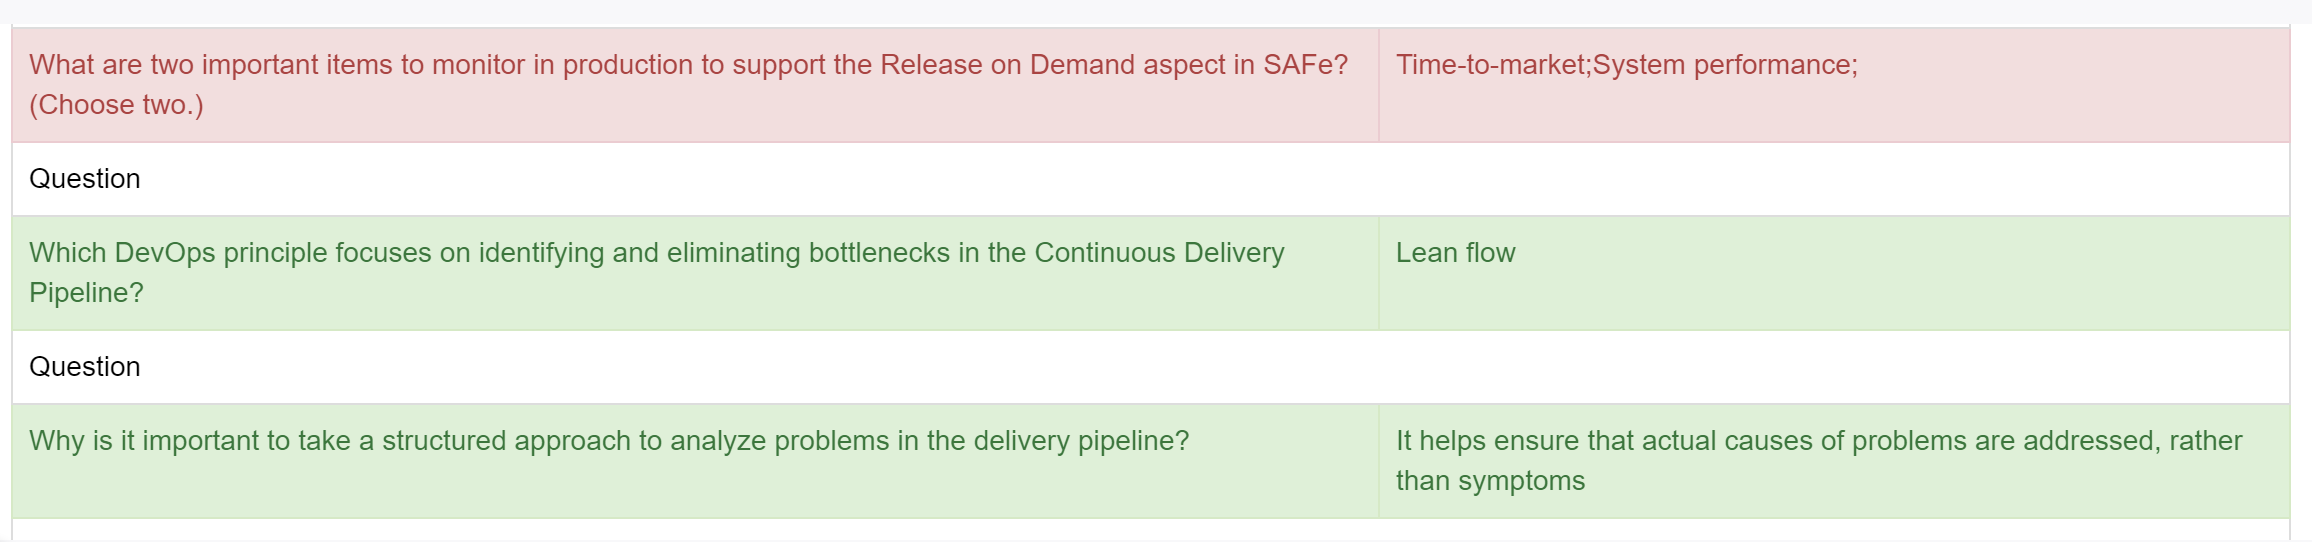 What are two important items to monitor in production to support the Release on Demand aspect in SAFe?
(Choose two.)
Time-to-market;System performance;
Question
Which DevOps principle focuses on identifying and eliminating bottlenecks in the Continuous Delivery
Pipeline?
Lean flow
Question
Why is it important to take a structured approach to analyze problems in the delivery pipeline?
It helps ensure that actual causes of problems are addressed, rather
than symptoms